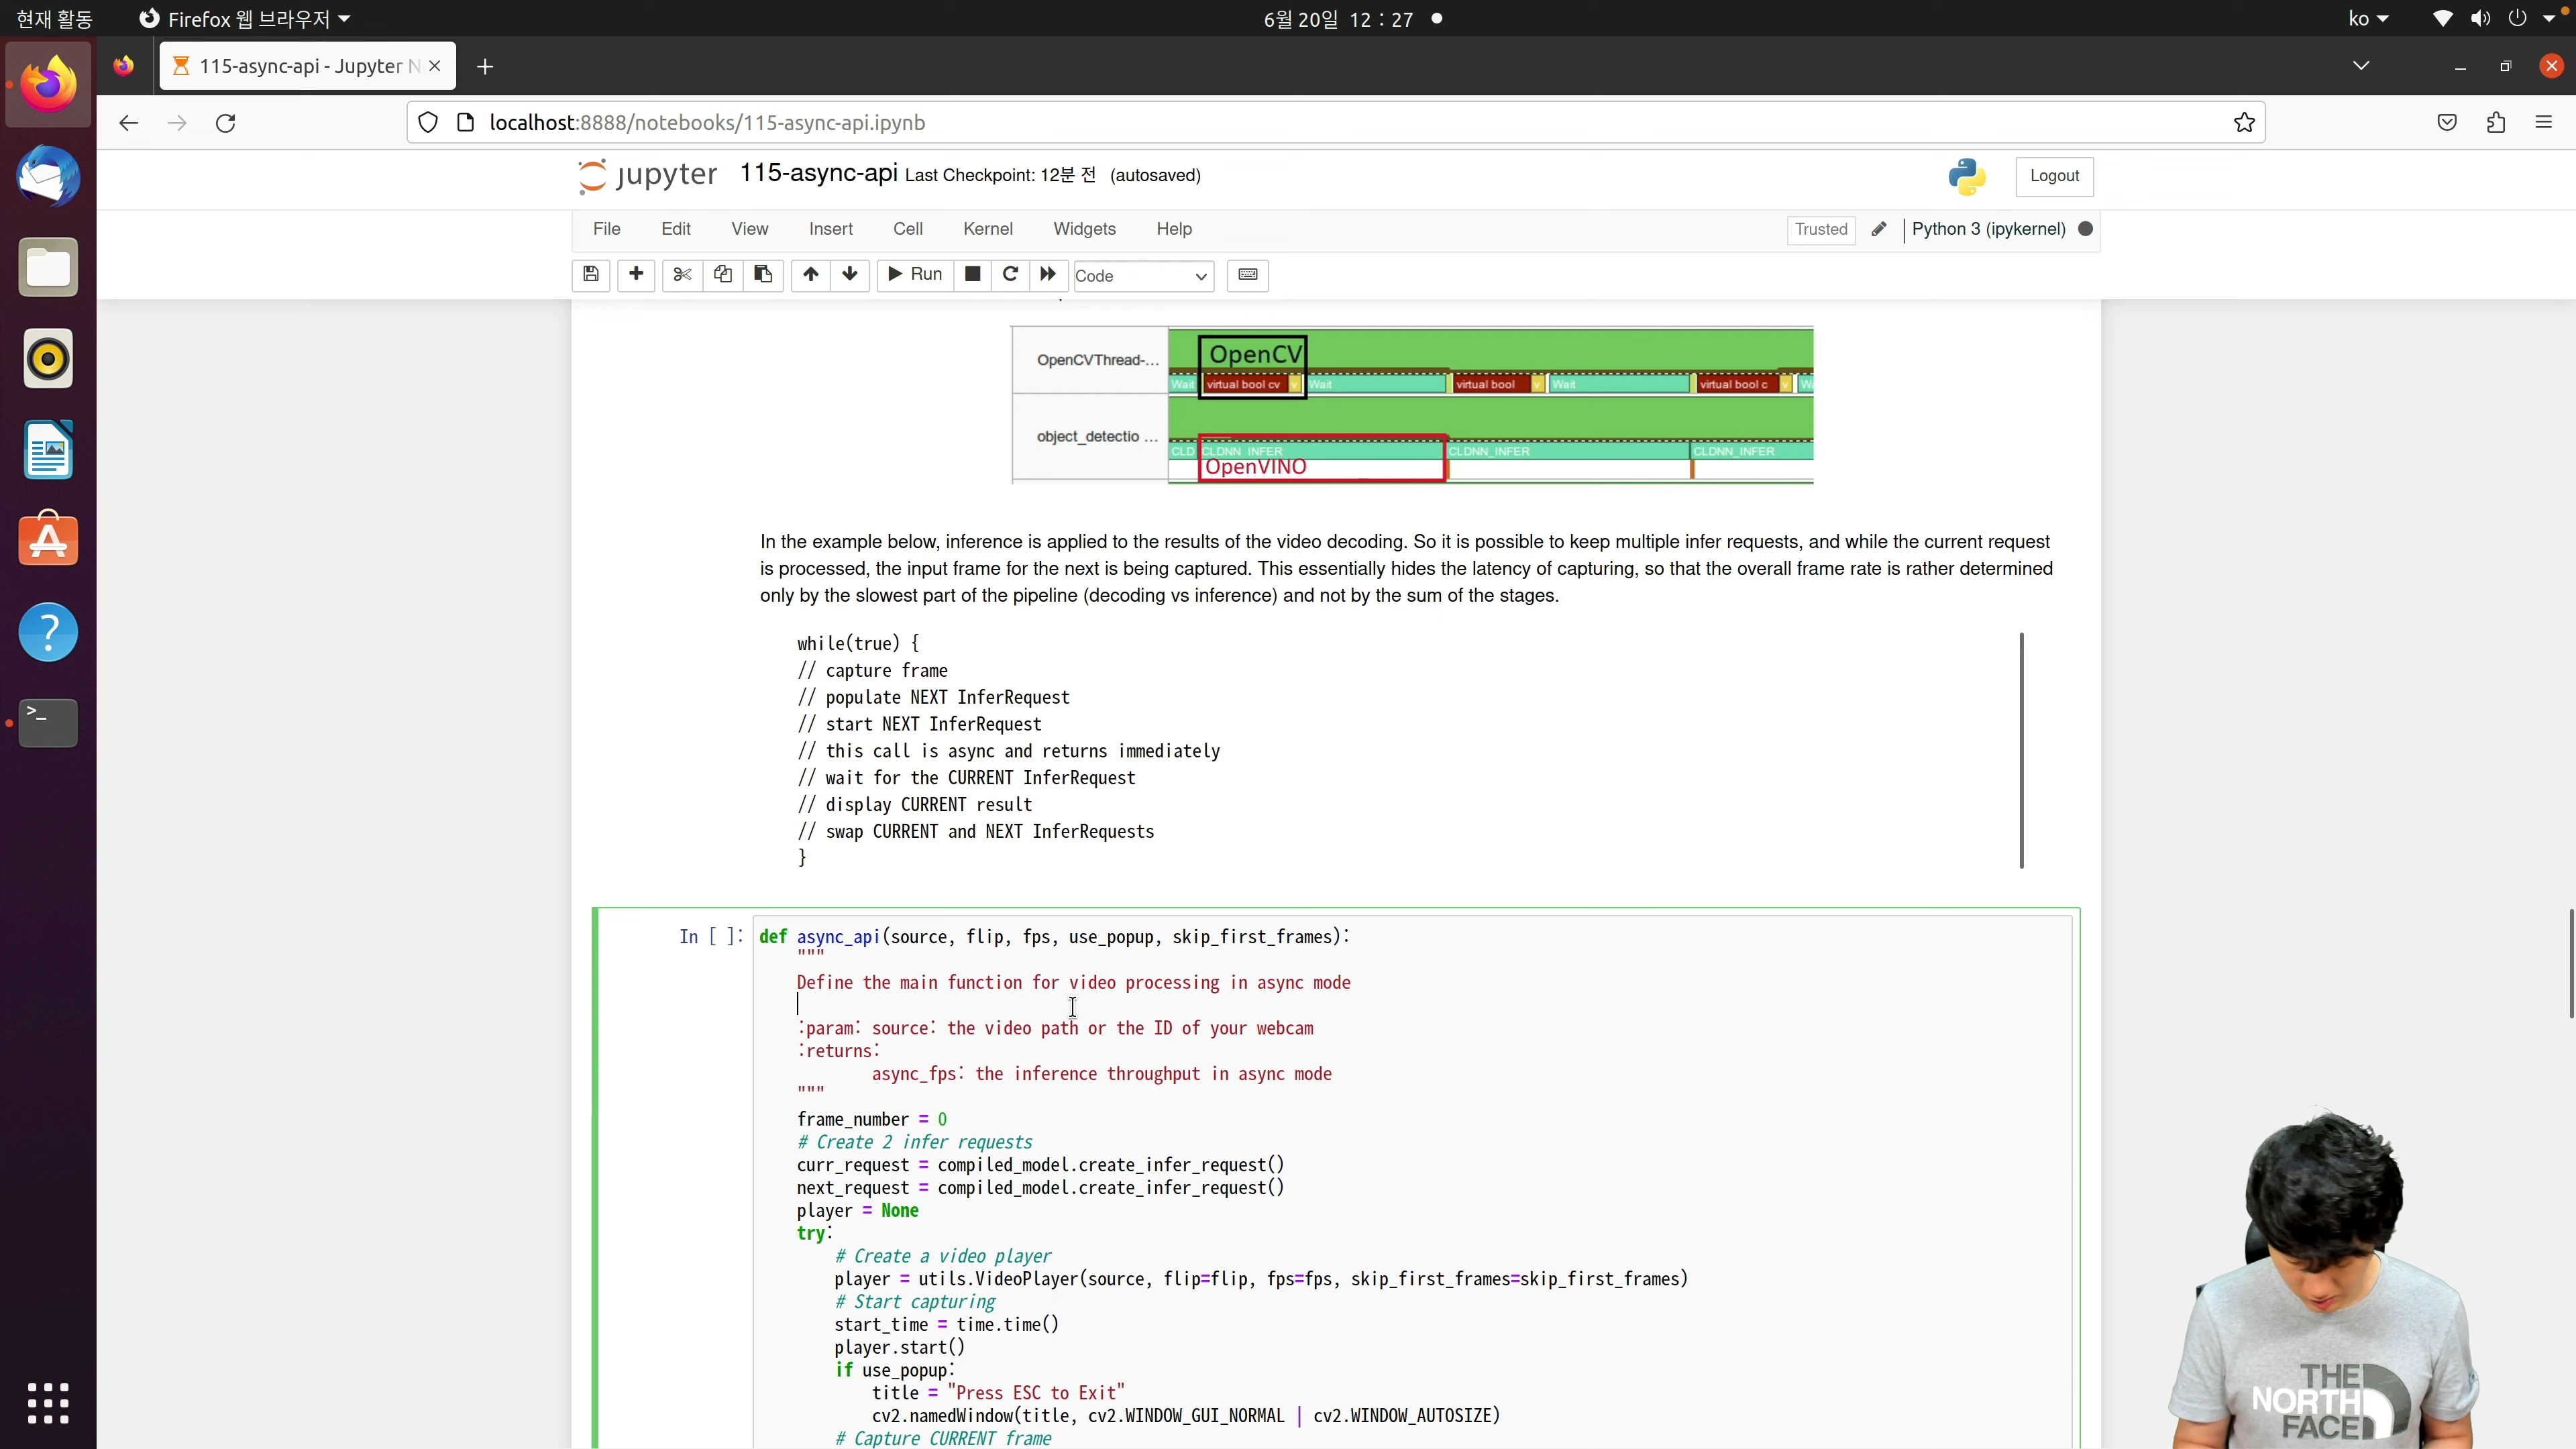 현재 활동
Firefox 웹 브라우저
6월 20일 12 : 27
ko
115-async-api - Jupyter N
localhost:8888/notebooks/115-async-api.ipynb
jupyter 115-async-api Last Checkpoint: 12분 전 (autosaved)
Logout
File Edit View Insert Cell Kernel Widgets Help
Trusted Python 3 (ipykernel)
Run Code
OpenCVThread-...
OpenCV
Wait virtual bool cv v Wait virtual bool v Wait virtual bool c v Wa
object_detectio ...
CLD CLDNN_INFER CLDNN_INFER CLDNN_INFER
OpenVINO
In the example below, inference is applied to the results of the video decoding. So it is possible to keep multiple infer requests, and while the current request
is processed, the input frame for the next is being captured. This essentially hides the latency of capturing, so that the overall frame rate is rather determined
only by the slowest part of the pipeline (decoding vs inference) and not by the sum of the stages.
while(true) {
// capture frame
// populate NEXT InferRequest
// start NEXT InferRequest
// this call is async and returns immediately
// wait for the CURRENT InferRequest
// display CURRENT result
// swap CURRENT and NEXT InferRequests
}
In [ ]: def async_api(source, flip, fps, use_popup, skip_first_frames):
"""
Define the main function for video processing in async mode
:param: source: the video path or the ID of your webcam
:returns:
async_fps: the inference throughput in async mode
"""
frame_number = 0
# Create 2 infer requests
curr_request = compiled_model.create_infer_request()
next_request = compiled_model.create_infer_request()
player = None
try:
# Create a video player
player = utils.VideoPlayer(source, flip=flip, fps=fps, skip_first_frames=skip_first_frames)
# Start capturing
start_time = time.time()
player.start()
if use_popup:
title = "Press ESC to Exit"
cv2.namedWindow(title, cv2.WINDOW_GUI_NORMAL | cv2.WINDOW_AUTOSIZE)
# Capture CURRENT frame
THE
NORTH
FACE